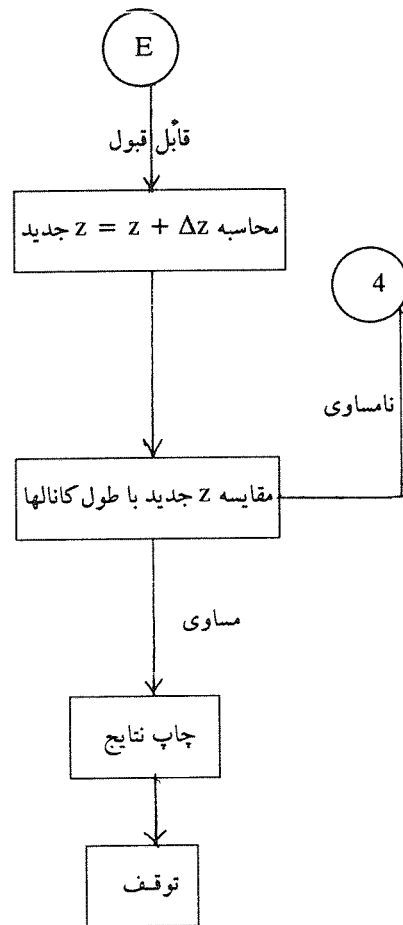 E
قابل قبول
محاسبه z = z + Δz جدید
4
نامساوی
مقایسه z جدید با طول کانالها
مساوی
چاپ نتایج
توقف